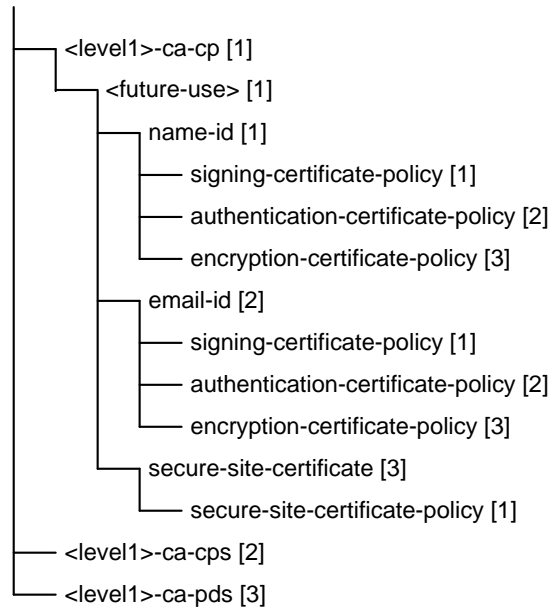 <level1>-ca-cp [1]
<future-use> [1]
name-id [1]
signing-certificate-policy [1]
authentication-certificate-policy [2]
encryption-certificate-policy [3]
email-id [2]
signing-certificate-policy [1]
authentication-certificate-policy [2]
encryption-certificate-policy [3]
secure-site-certificate [3]
secure-site-certificate-policy [1]
<level1>-ca-cps [2]
<level1>-ca-pds [3]